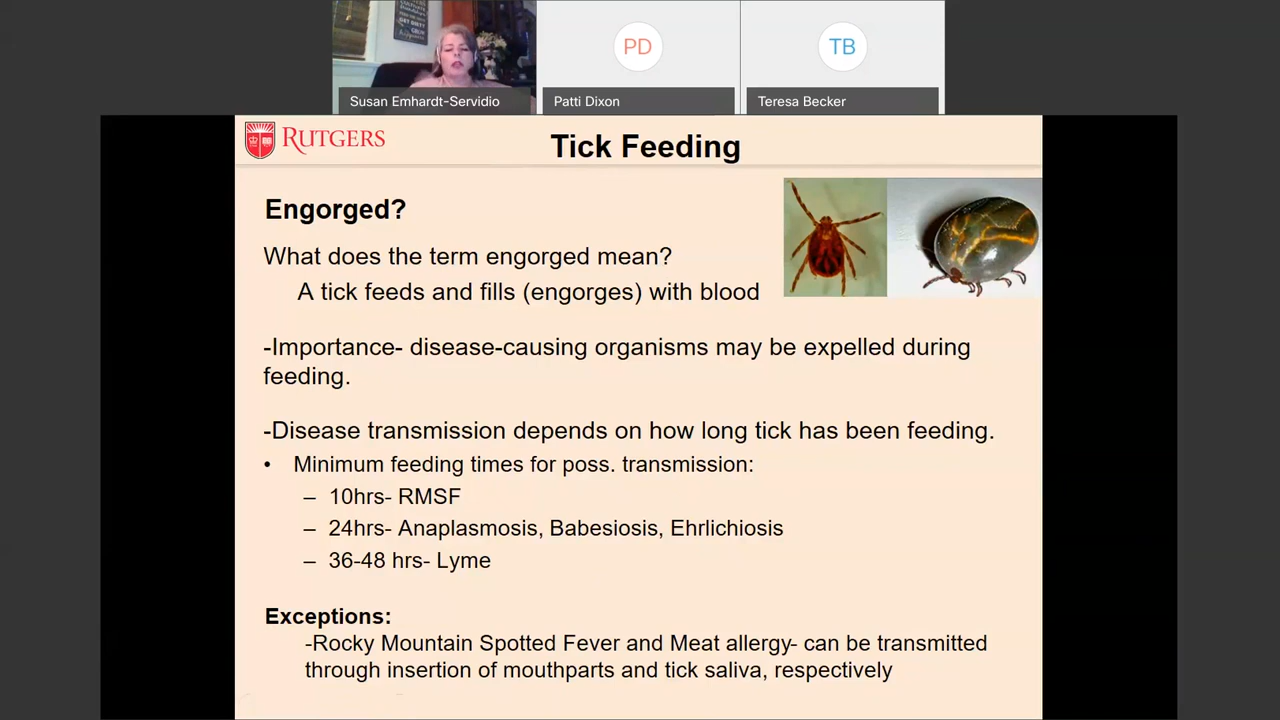 PD
TB
Susan Emhardt-Servidio
Patti Dixon
Teresa Becker
RUTGERS
Tick Feeding
Engorged?
What does the term engorged mean?
A tick feeds and fills (engorges) with blood
-Importance- disease-causing organisms may be expelled during
feeding.
-Disease transmission depends on how long tick has been feeding.
• Minimum feeding times for poss. transmission:
– 10hrs- RMSF
– 24hrs- Anaplasmosis, Babesiosis, Ehrlichiosis
– 36-48 hrs- Lyme
Exceptions:
-Rocky Mountain Spotted Fever and Meat allergy- can be transmitted
through insertion of mouthparts and tick saliva, respectively